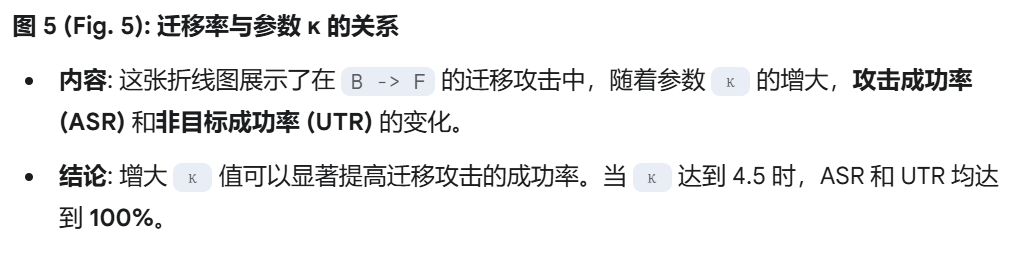 图 5 (Fig. 5): 迁移率与参数 κ 的关系
• 内容: 这张折线图展示了在 B -> F 的迁移攻击中，随着参数 κ 的增大，攻击成功率
(ASR) 和非目标成功率 (UTR) 的变化。
• 结论: 增大 κ 值可以显著提高迁移攻击的成功率。当 κ 达到 4.5 时，ASR 和 UTR 均达
到 100%。